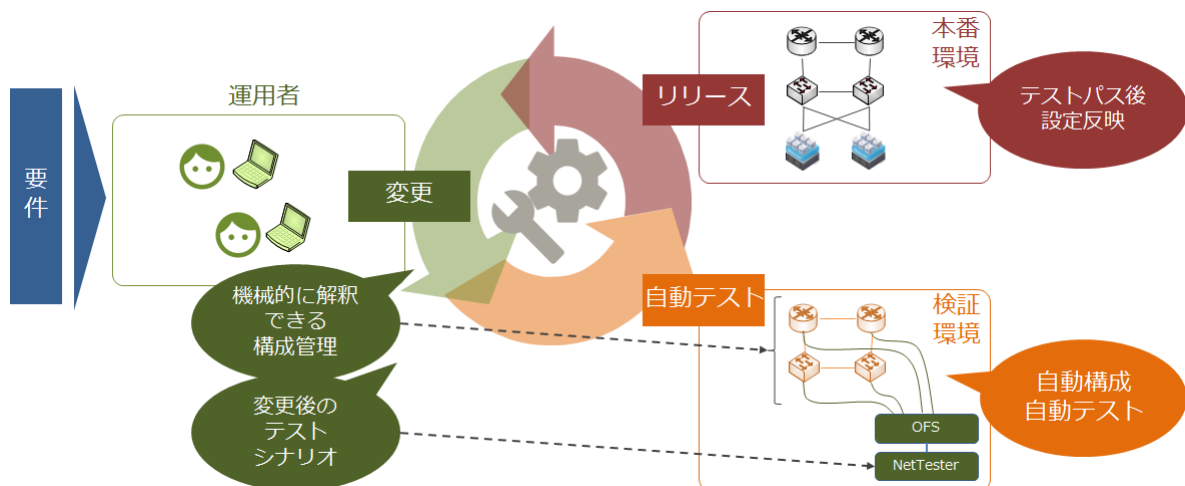 要
件
運用者
変更
機械的に解釈
できる
構成管理
変更後の
テスト
シナリオ
リリース
本番
環境
テストパス後
設定反映
自動テスト
検証
環境
自動構成
自動テスト
OFS
NetTester